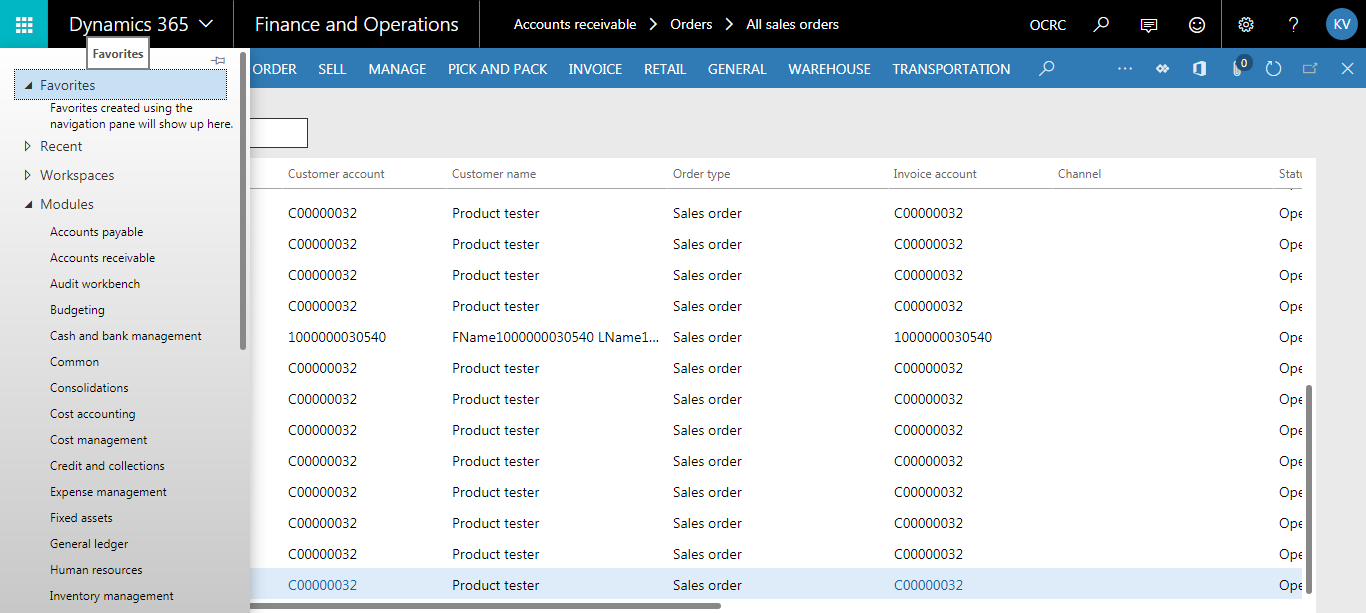 Dynamics 365 Finance and Operations Accounts receivable Orders All sales orders OCRC ? KV
Favorites
ORDER SELL MANAGE PICK AND PACK INVOICE RETAIL GENERAL WAREHOUSE TRANSPORTATION ... 0
Favorites
Favorites created using the
navigation pane will show up here.
Recent
Workspaces
Modules
Accounts payable
Accounts receivable
Audit workbench
Budgeting
Cash and bank management
Common
Consolidations
Cost accounting
Cost management
Credit and collections
Expense management
Fixed assets
General ledger
Human resources
Inventory management
Customer account Customer name Order type Invoice account Channel Statu
C00000032 Product tester Sales order C00000032 Ope
C00000032 Product tester Sales order C00000032 Ope
C00000032 Product tester Sales order C00000032 Ope
C00000032 Product tester Sales order C00000032 Ope
1000000030540 FName1000000030540 LName1... Sales order 1000000030540 Ope
C00000032 Product tester Sales order C00000032 Ope
C00000032 Product tester Sales order C00000032 Ope
C00000032 Product tester Sales order C00000032 Ope
C00000032 Product tester Sales order C00000032 Ope
C00000032 Product tester Sales order C00000032 Ope
C00000032 Product tester Sales order C00000032 Ope
C00000032 Product tester Sales order C00000032 Ope
C00000032 Product tester Sales order C00000032 Ope